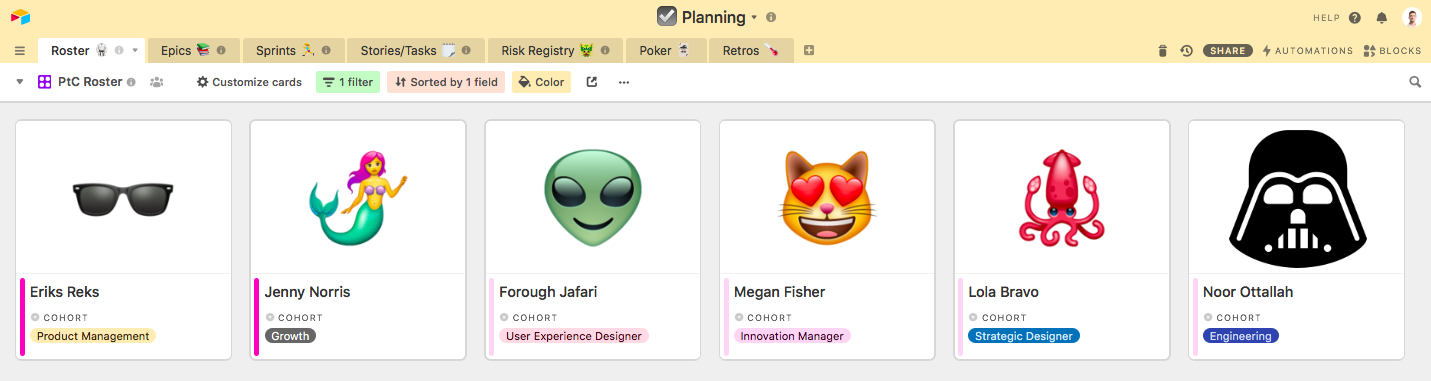 Planning
HELP
Roster
Epics
Sprints
Stories/Tasks
Risk Registry
Poker
Retros
SHARE
AUTOMATIONS
BLOCKS
PtC Roster
Customize cards
1 filter
Sorted by 1 field
Color
Eriks Reks
COHORT
Product Management
Jenny Norris
COHORT
Growth
Forough Jafari
COHORT
User Experience Designer
Megan Fisher
COHORT
Innovation Manager
Lola Bravo
COHORT
Strategic Designer
Noor Ottallah
COHORT
Engineering